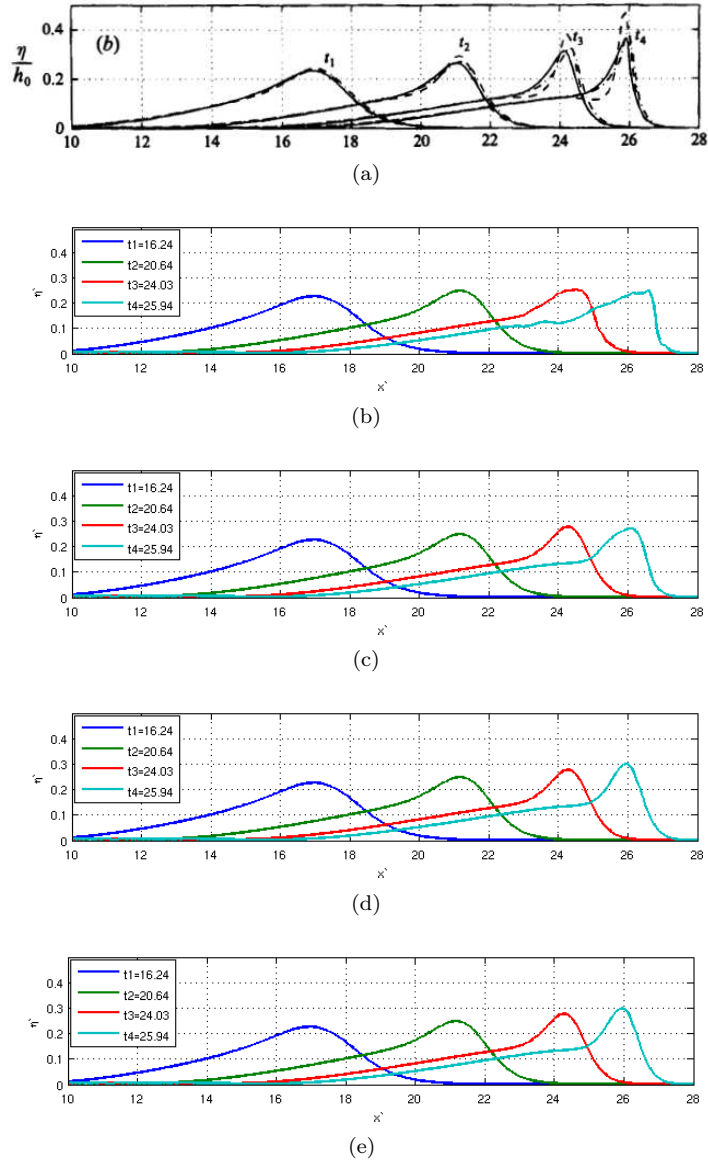 0.4
η/h₀
(b)
t₁
t₂
t₃
t₄
0.2
0
10 12 14 16 18 20 22 24 26 28
(a)
t1=16.24
t2=20.64
t3=24.03
t4=25.94
0.4
0.3
0.2
0.1
0
η`
10 12 14 16 18 20 22 24 26 28
x`
(b)
t1=16.24
t2=20.64
t3=24.03
t4=25.94
0.4
0.3
0.2
0.1
0
η`
10 12 14 16 18 20 22 24 26 28
x`
(c)
t1=16.24
t2=20.64
t3=24.03
t4=25.94
0.4
0.3
0.2
0.1
0
η`
10 12 14 16 18 20 22 24 26 28
x`
(d)
t1=16.24
t2=20.64
t3=24.03
t4=25.94
0.4
0.3
0.2
0.1
0
η`
10 12 14 16 18 20 22 24 26 28
x`
(e)